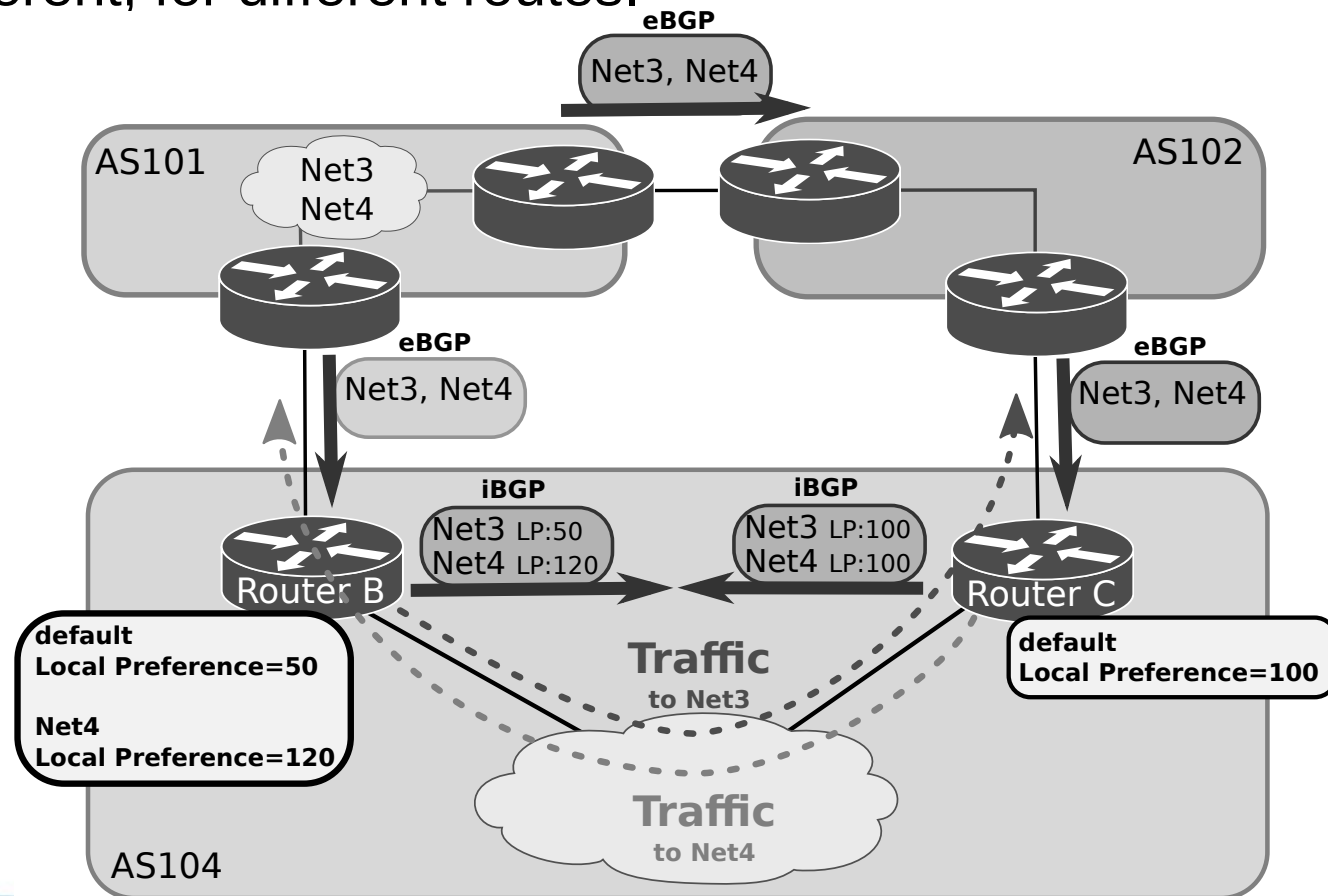 eBGP
Net3, Net4
AS101
Net3
Net4
AS102
eBGP
Net3, Net4
eBGP
Net3, Net4
iBGP
Net3 LP:50
Net4 LP:120
iBGP
Net3 LP:100
Net4 LP:100
Router B
Router C
default
Local Preference=50
Net4
Local Preference=120
default
Local Preference=100
Traffic
to Net3
Traffic
to Net4
AS104